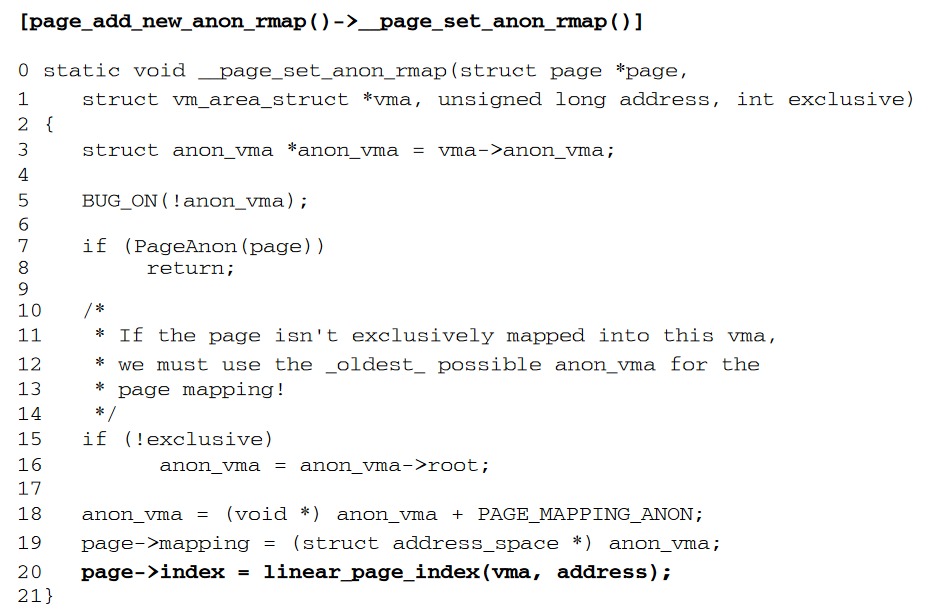 [page_add_new_anon_rmap()->__page_set_anon_rmap()]
0 static void __page_set_anon_rmap(struct page *page,
1 struct vm_area_struct *vma, unsigned long address, int exclusive)
2 {
3 struct anon_vma *anon_vma = vma->anon_vma;
4
5 BUG_ON(!anon_vma);
6
7 if (PageAnon(page))
8 return;
9
10 /*
11 * If the page isn't exclusively mapped into this vma,
12 * we must use the _oldest_ possible anon_vma for the
13 * page mapping!
14 */
15 if (!exclusive)
16 anon_vma = anon_vma->root;
17
18 anon_vma = (void *) anon_vma + PAGE_MAPPING_ANON;
19 page->mapping = (struct address_space *) anon_vma;
20 page->index = linear_page_index(vma, address);
21}